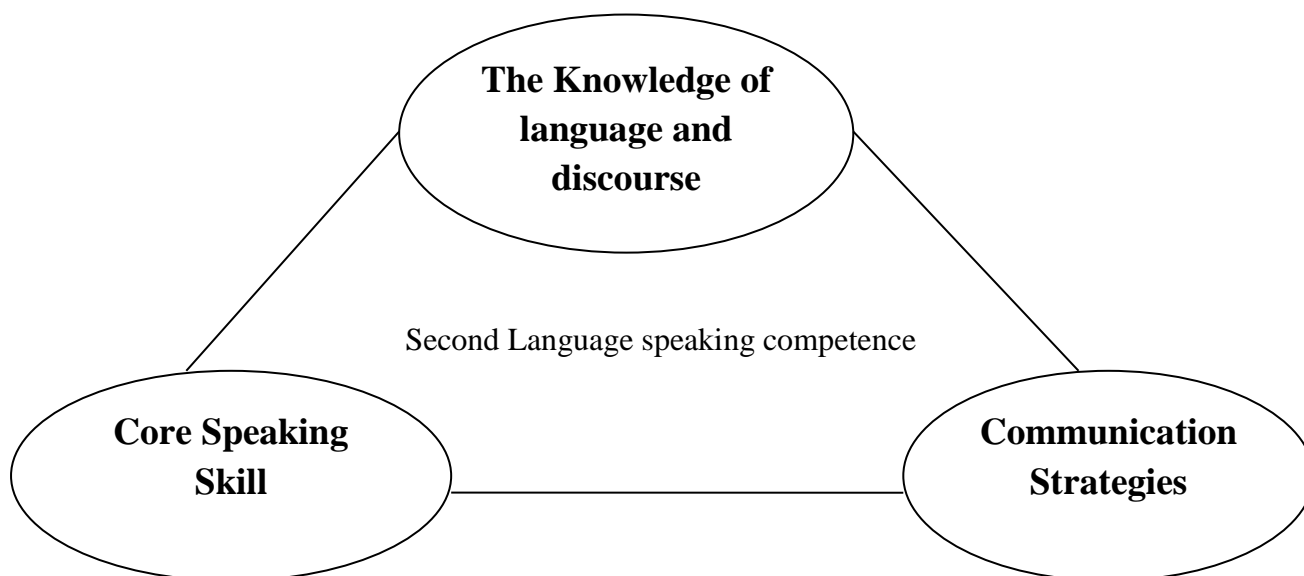 The Knowledge of
language and
discourse
Second Language speaking competence
Core Speaking
Skill
Communication
Strategies